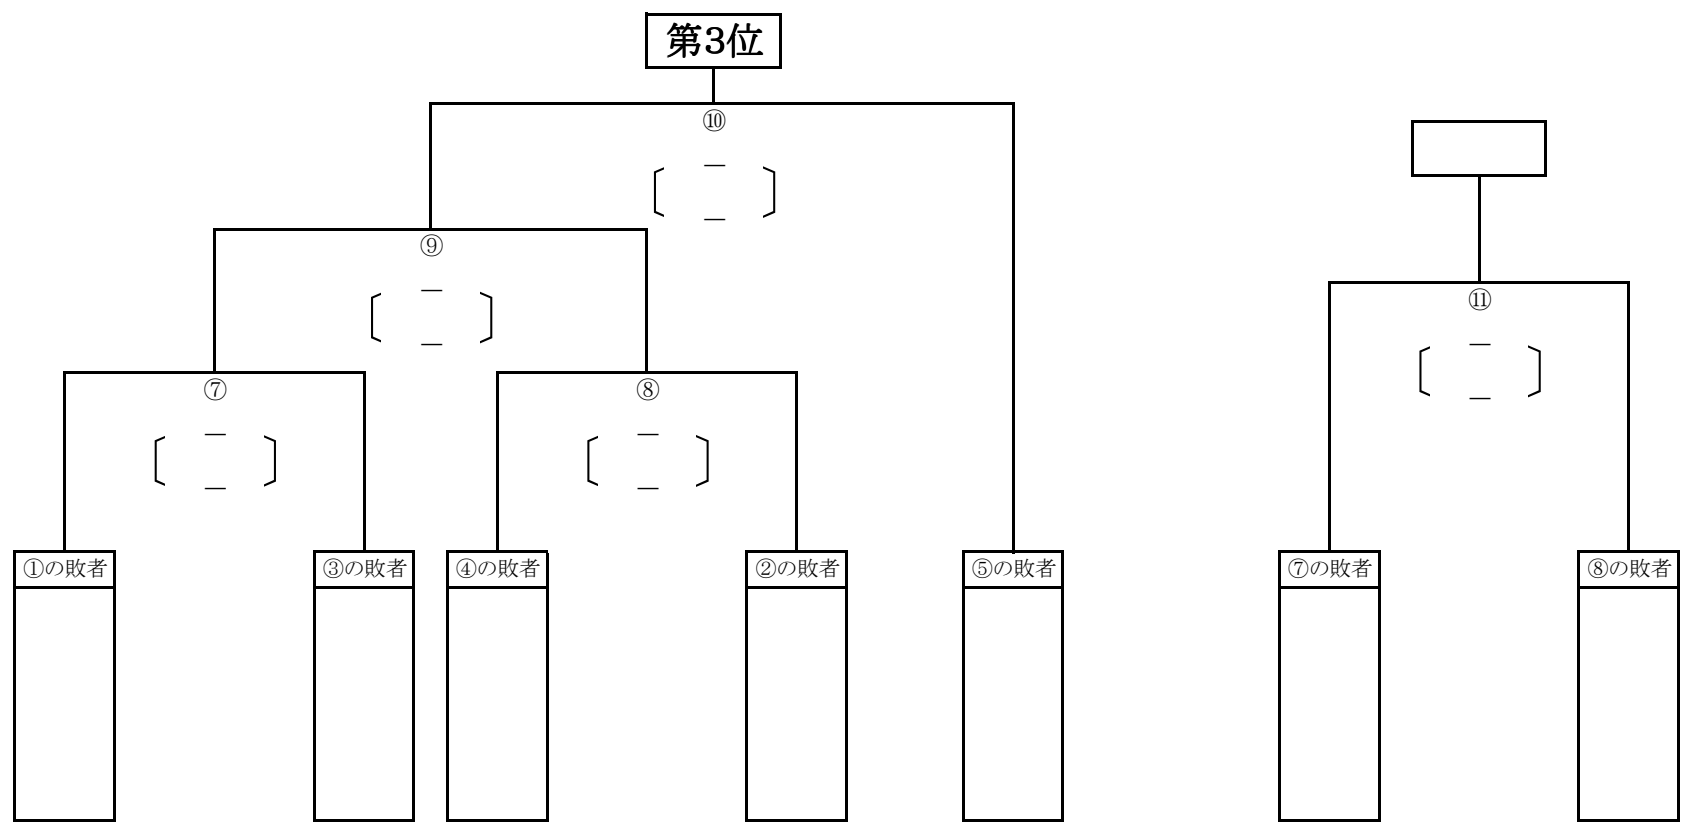 第3位
⑩
〔 － － 〕
⑨
〔 － － 〕
⑪
〔 － － 〕
⑦
〔 － － 〕
⑧
〔 － － 〕
①の敗者
③の敗者
④の敗者
②の敗者
⑤の敗者
⑦の敗者
⑧の敗者